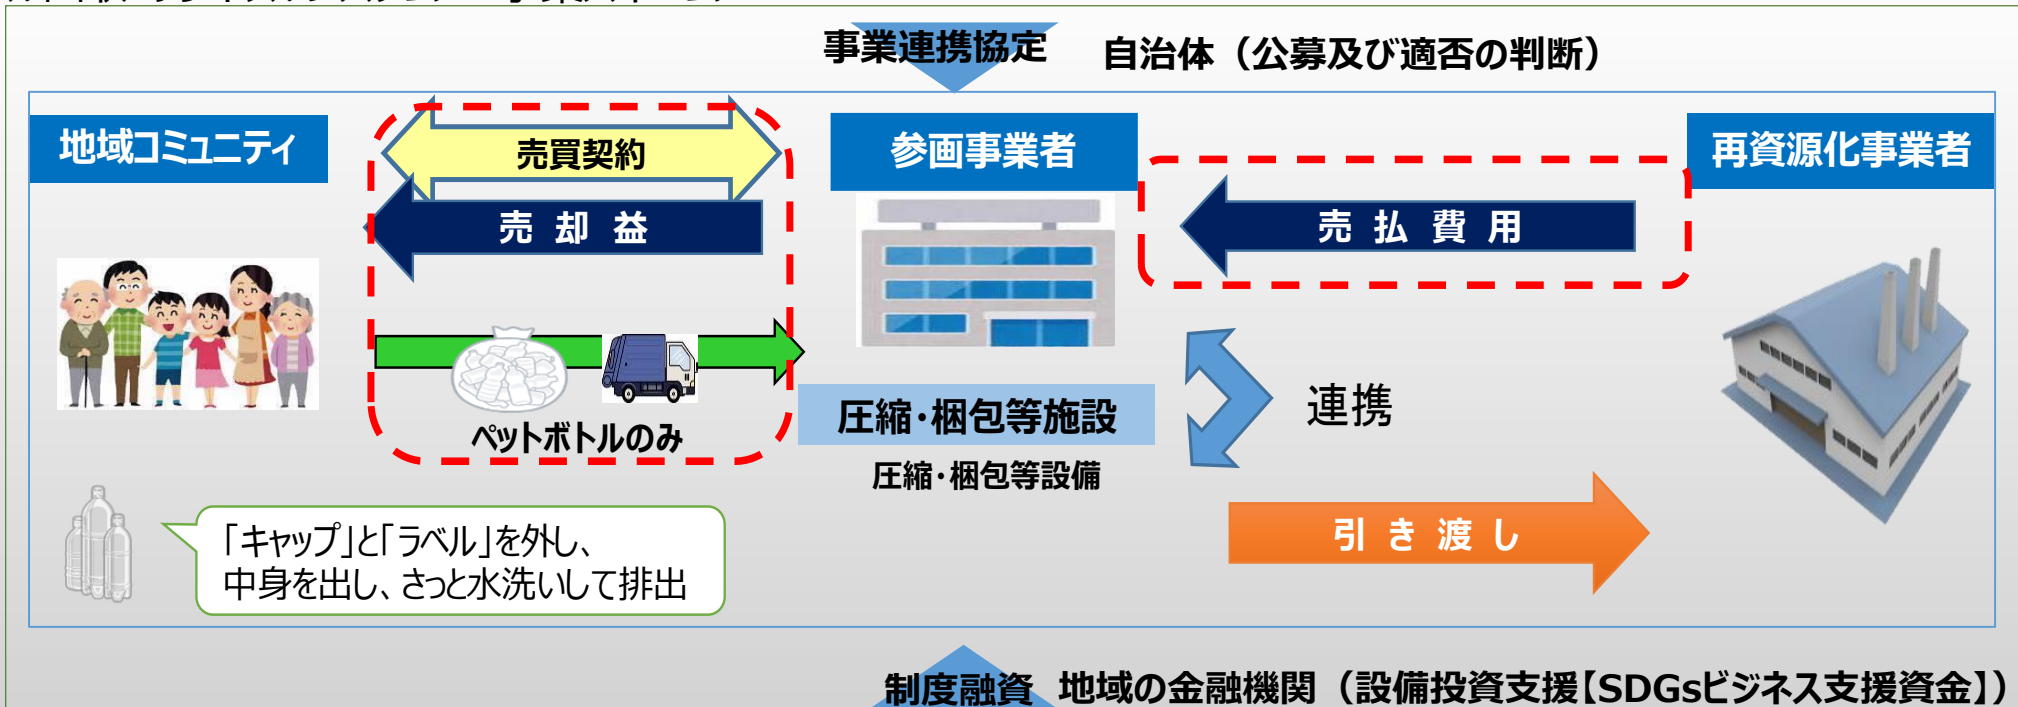 事業連携協定
自治体（公募及び適否の判断）
地域コミュニティ
売買契約
参画事業者
再資源化事業者
売 却 益
売 払 費 用
ペットボトルのみ
圧縮・梱包等施設
圧縮・梱包等設備
連携
引 き 渡 し
「キャップ」と「ラベル」を外し、
中身を出し、さっと水洗いして排出
制度融資
地域の金融機関（設備投資支援【SDGsビジネス支援資金】）